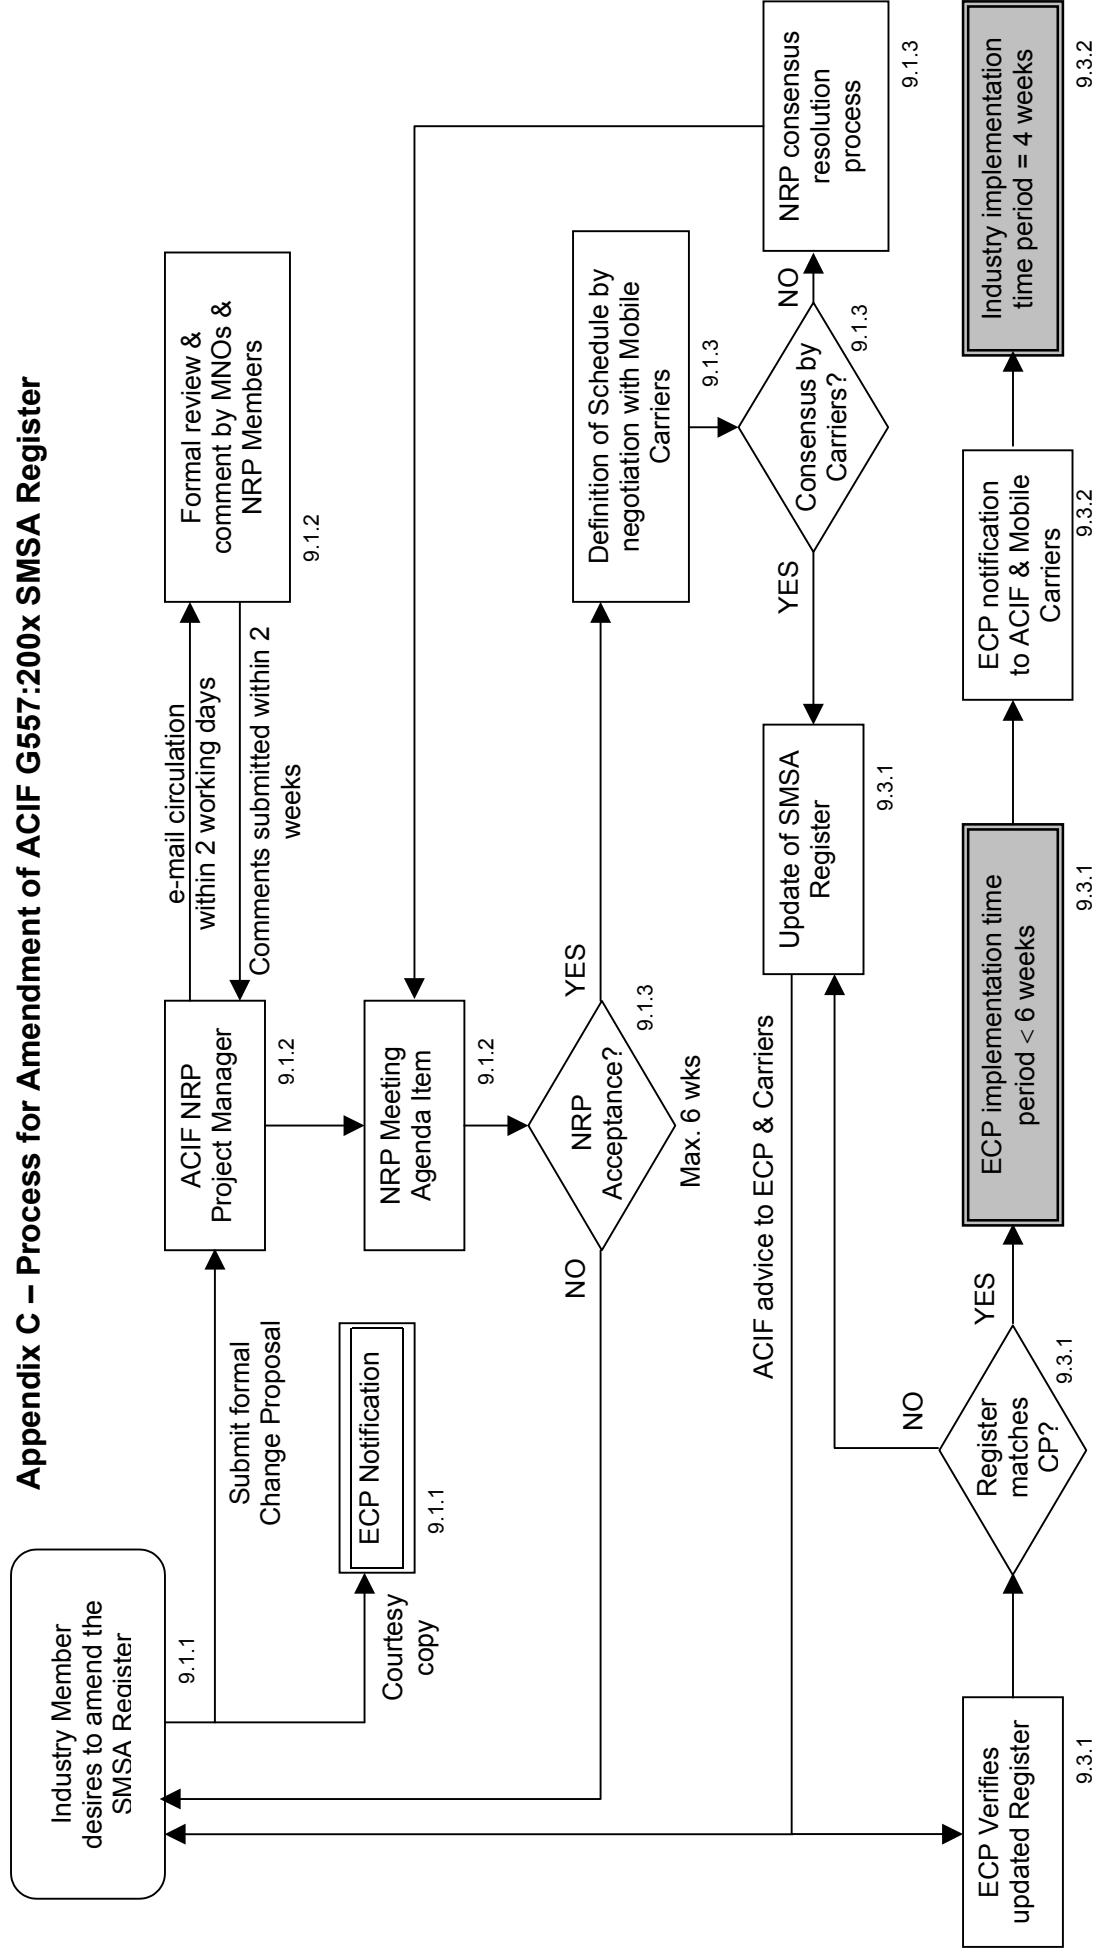 Appendix C – Process for Amendment of ACIF G557:200x SMSA Register
Industry Member
desires to amend the
SMSA Register
9.1.1
Submit formal
Change Proposal
ACIF NRP
Project Manager
9.1.2
e-mail circulation
within 2 working days
Comments submitted within 2
weeks
Formal review &
comment by MNOs &
NRP Members
9.1.2
Courtesy
copy
ECP Notification
9.1.1
NRP Meeting
Agenda Item
9.1.2
NO
NRP
Acceptance?
YES
9.1.3
Max. 6 wks
Definition of Schedule by
negotiation with Mobile
Carriers
9.1.3
ACIF advice to ECP & Carriers
Update of SMSA
Register
9.3.1
YES
Consensus by
Carriers?
9.1.3
NO
NRP consensus
resolution
process
9.1.3
ECP Verifies
updated Register
9.3.1
NO
Register
matches
CP?
9.3.1
YES
ECP implementation time
period < 6 weeks
9.3.1
ECP notification
to ACIF & Mobile
Carriers
9.3.2
Industry implementation
time period = 4 weeks
9.3.2